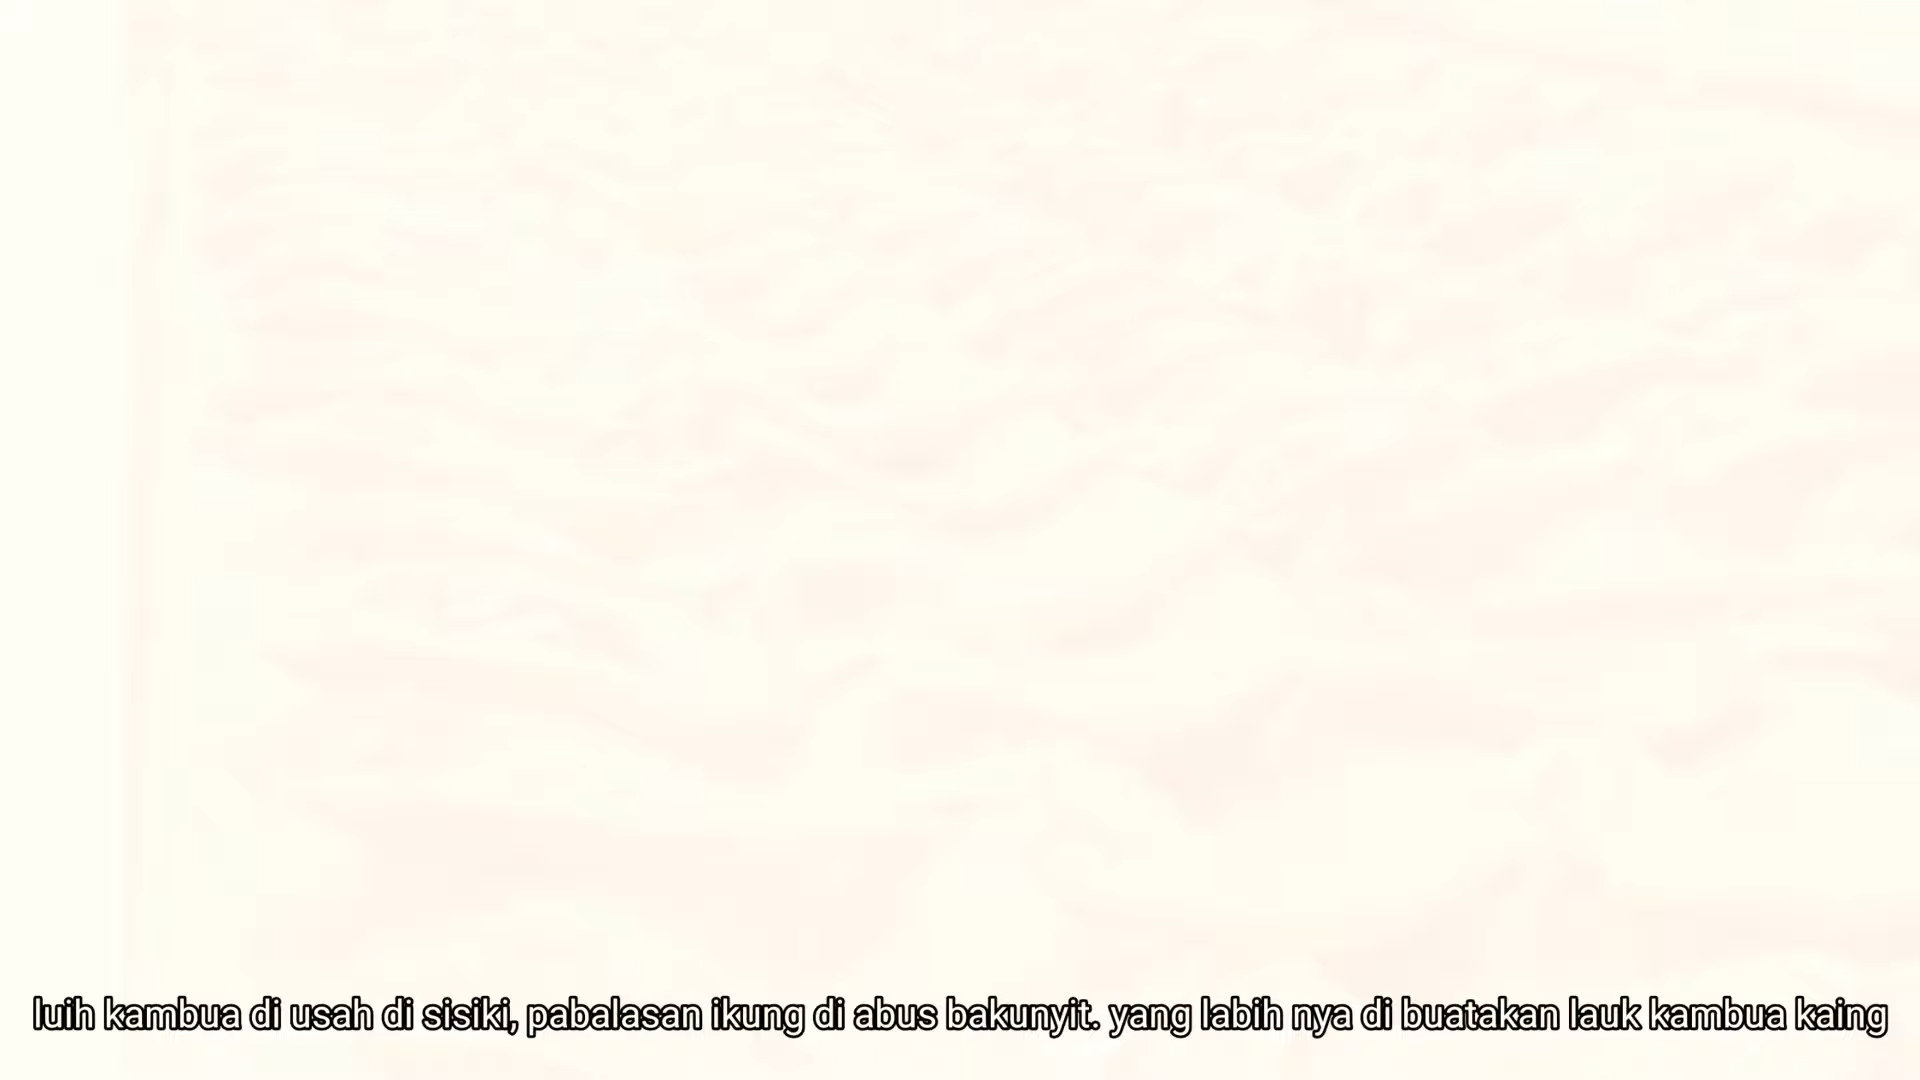 luih kambua di usah di sisiki, pabalasan ikung di abus bakunyit. yang labih nya di buatakan lauk kambua kaing